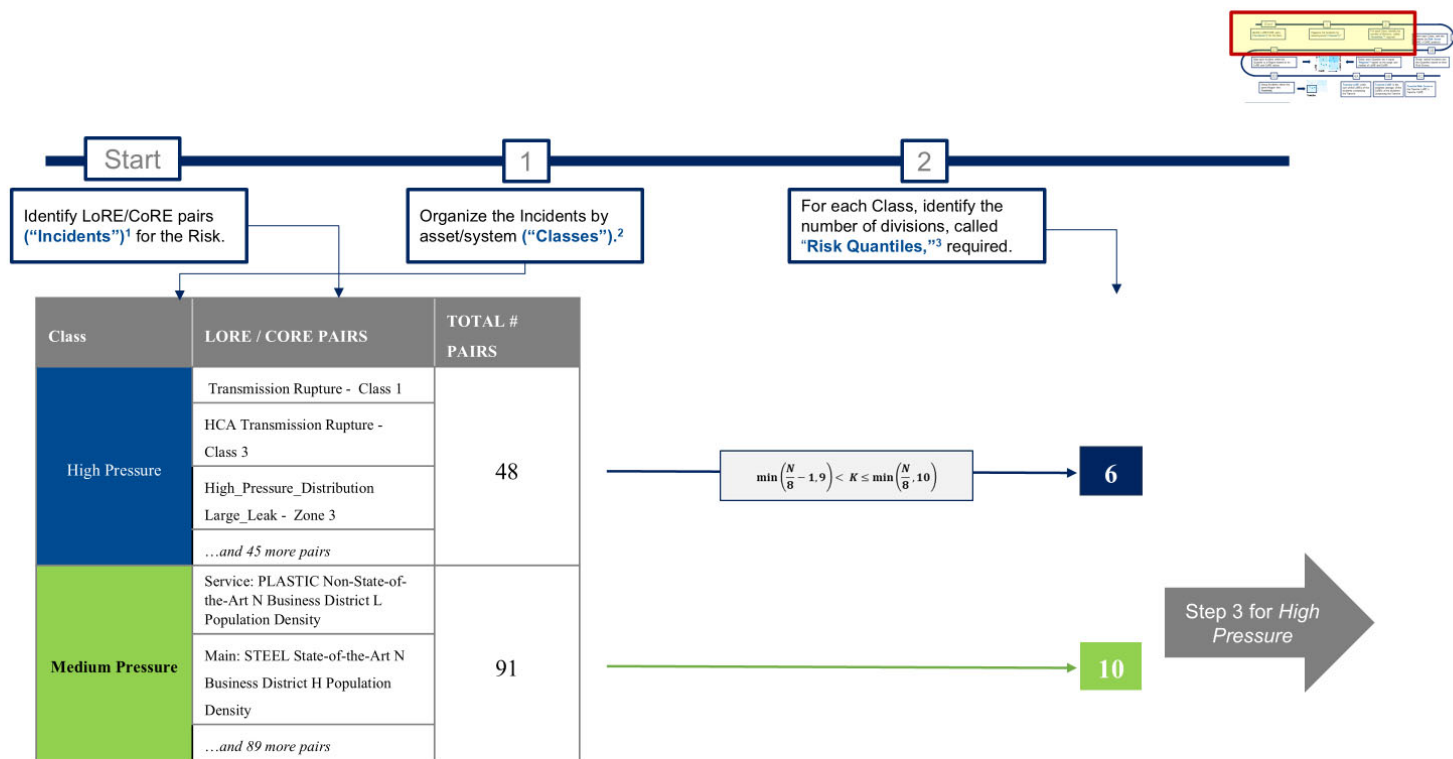 Start
1
2
Identify LoRE/CoRE pairs
(“Incidents”)¹ for the Risk.
Organize the Incidents by
asset/system (“Classes”).²
For each Class, identify the
number of divisions, called
“Risk Quantiles,”³ required.
Class
LORE / CORE PAIRS
TOTAL #
PAIRS
High Pressure
Transmission Rupture - Class 1
HCA Transmission Rupture -
Class 3
High_Pressure_Distribution
Large_Leak - Zone 3
…and 45 more pairs
48
min(N/8 − 1, 9) < K ≤ min(N/8, 10)
6
Medium Pressure
Service: PLASTIC Non-State-of-
the-Art N Business District L
Population Density
Main: STEEL State-of-the-Art N
Business District H Population
Density
…and 89 more pairs
91
10
Step 3 for High
Pressure